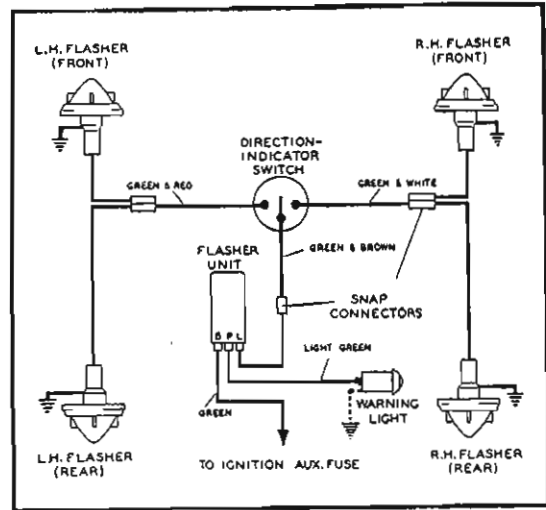 L.H. FLASHER
(FRONT)
R.H. FLASHER
(FRONT)
DIRECTION-
INDICATOR
SWITCH
GREEN & RED
GREEN & WHITE
FLASHER
UNIT
GREEN & BROWN
SNAP
CONNECTORS
B P L
LIGHT GREEN
GREEN
WARNING
LIGHT
L.H. FLASHER
(REAR)
TO IGNITION AUX. FUSE
R.H. FLASHER
(REAR)